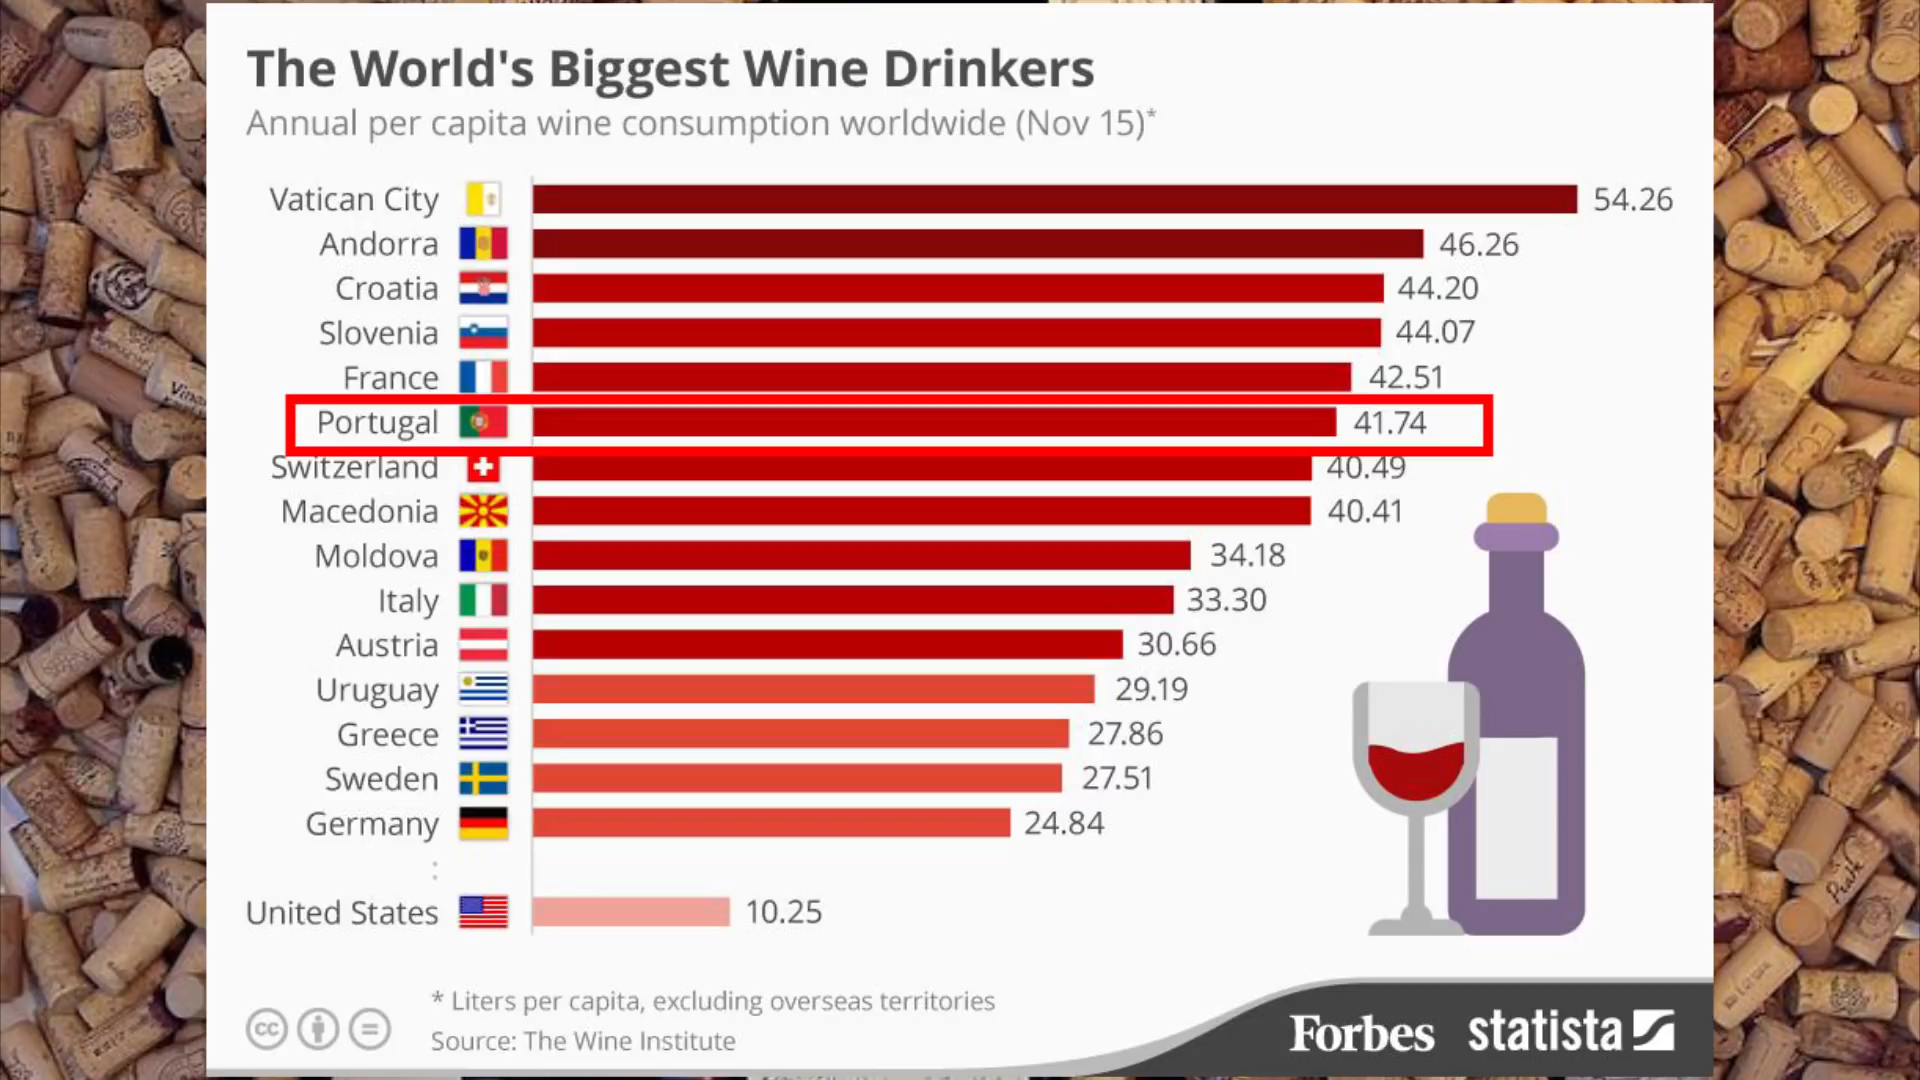 The World's Biggest Wine Drinkers
Annual per capita wine consumption worldwide (Nov 15)*
Vatican City 54.26
Andorra 46.26
Croatia 44.20
Slovenia 44.07
France 42.51
Portugal 41.74
Switzerland 40.49
Macedonia 40.41
Moldova 34.18
Italy 33.30
Austria 30.66
Uruguay 29.19
Greece 27.86
Sweden 27.51
Germany 24.84
:
United States 10.25
* Liters per capita, excluding overseas territories
Source: The Wine Institute
cc
Forbes statista